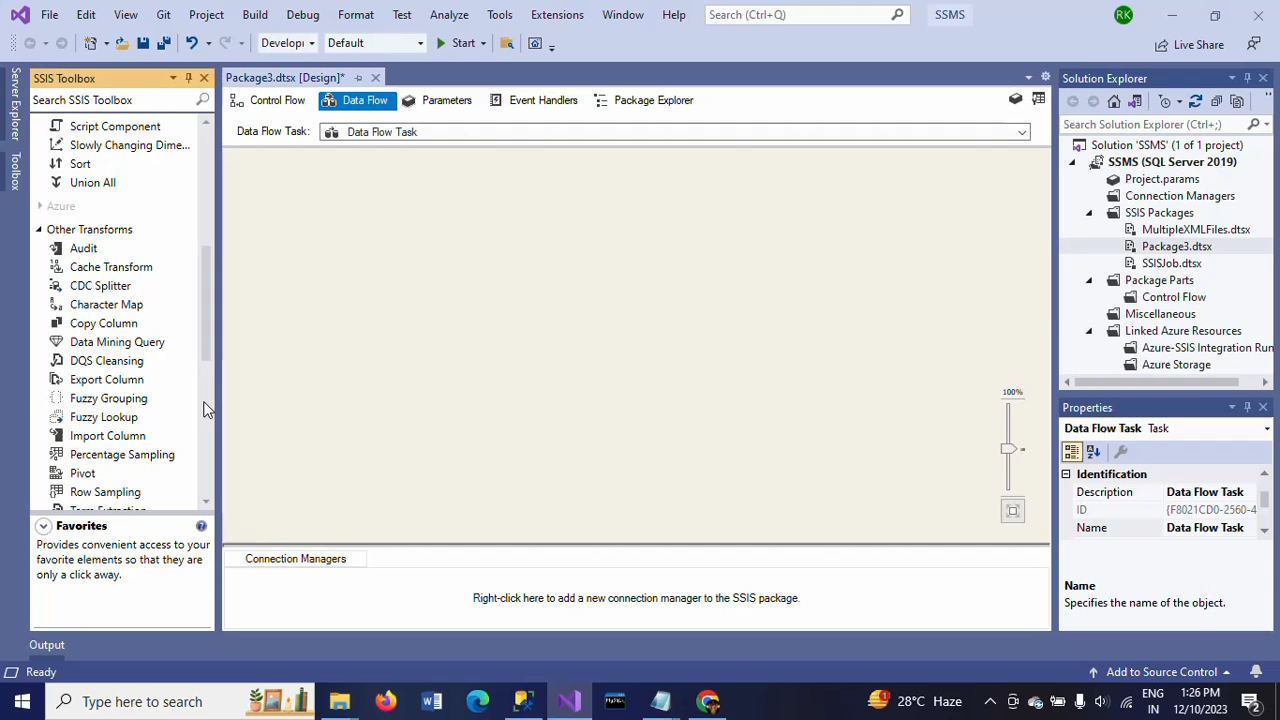 File Edit View Git Project Build Debug Format Test Analyze Tools Extensions Window Help Search (Ctrl+Q) SSMS RK
Developi Default Start Live Share
Server Explorer
Toolbox
SSIS Toolbox
Search SSIS Toolbox
Script Component
Slowly Changing Dime...
Sort
Union All
Azure
Other Transforms
Audit
Cache Transform
CDC Splitter
Character Map
Copy Column
Data Mining Query
DQS Cleansing
Export Column
Fuzzy Grouping
Fuzzy Lookup
Import Column
Percentage Sampling
Pivot
Row Sampling
Term Extraction
Favorites
Provides convenient access to your
favorite elements so that they are
only a click away.
Package3.dtsx [Design]*
Control Flow Data Flow Parameters Event Handlers Package Explorer
Data Flow Task: Data Flow Task
100%
Connection Managers
Right-click here to add a new connection manager to the SSIS package.
Solution Explorer
Search Solution Explorer (Ctrl+;)
Solution 'SSMS' (1 of 1 project)
SSMS (SQL Server 2019)
Project.params
Connection Managers
SSIS Packages
MultipleXMLFiles.dtsx
Package3.dtsx
SSISJob.dtsx
Package Parts
Control Flow
Miscellaneous
Linked Azure Resources
Azure-SSIS Integration Run
Azure Storage
Properties
Data Flow Task Task
Identification
Description Data Flow Task
ID {F8021CD0-2560-4
Name Data Flow Task
Name
Specifies the name of the object.
Output
Ready Add to Source Control
Type here to search 28°C Haze ENG IN 1:26 PM 12/10/2023 2